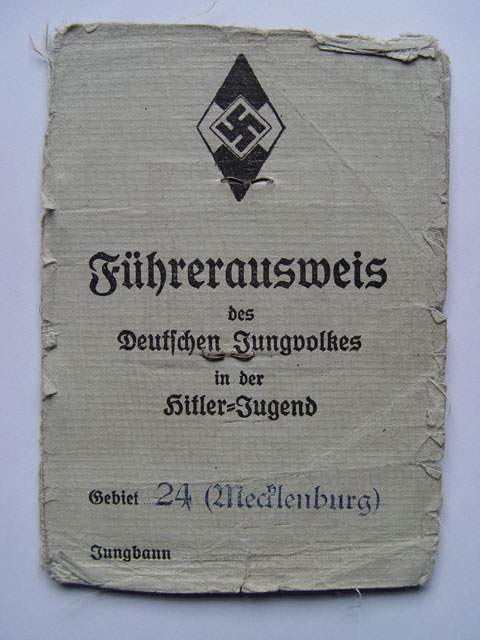 Führerausweis
des
Deutschen Jungvolkes
in der
Hitler=Jugend
Gebiet 24 (Mecklenburg)
Jungbann